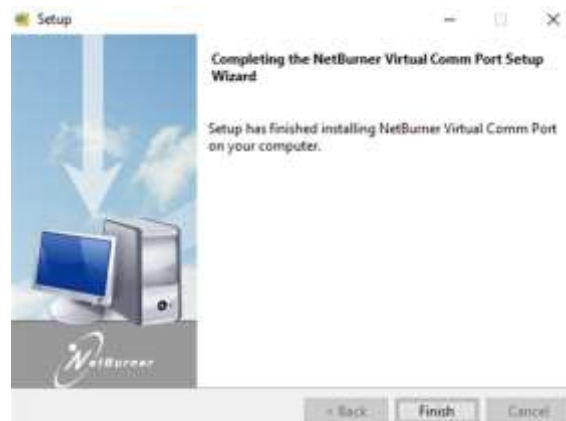 Setup
Completing the NetBurner Virtual Comm Port Setup
Wizard
Setup has finished installing NetBurner Virtual Comm Port
on your computer.
NetBurner
< Back
Finish
Cancel